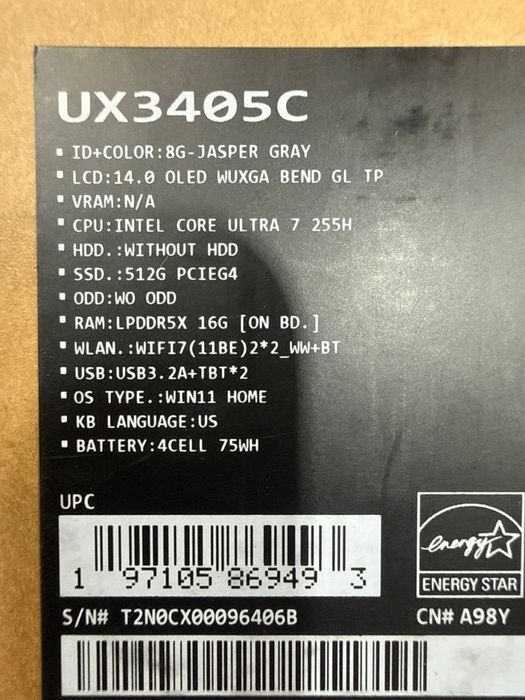 UX3405C
▪ ID+COLOR:8G-JASPER GRAY
▪ LCD:14.0 OLED WUXGA BEND GL TP
▪ VRAM:N/A
▪ CPU:INTEL CORE ULTRA 7 255H
▪ HDD.:WITHOUT HDD
▪ SSD.:512G PCIEG4
▪ ODD:WO ODD
▪ RAM:LPDDR5X 16G [ON BD.]
▪ WLAN.:WIFI7(11BE)2*2_WW+BT
▪ USB:USB3.2A+TBT*2
▪ OS TYPE.:WIN11 HOME
▪ KB LANGUAGE:US
▪ BATTERY:4CELL 75WH
UPC
1 97105 86949 3
energy
ENERGY STAR
S/N# T2N0CX00096406B
CN# A98Y